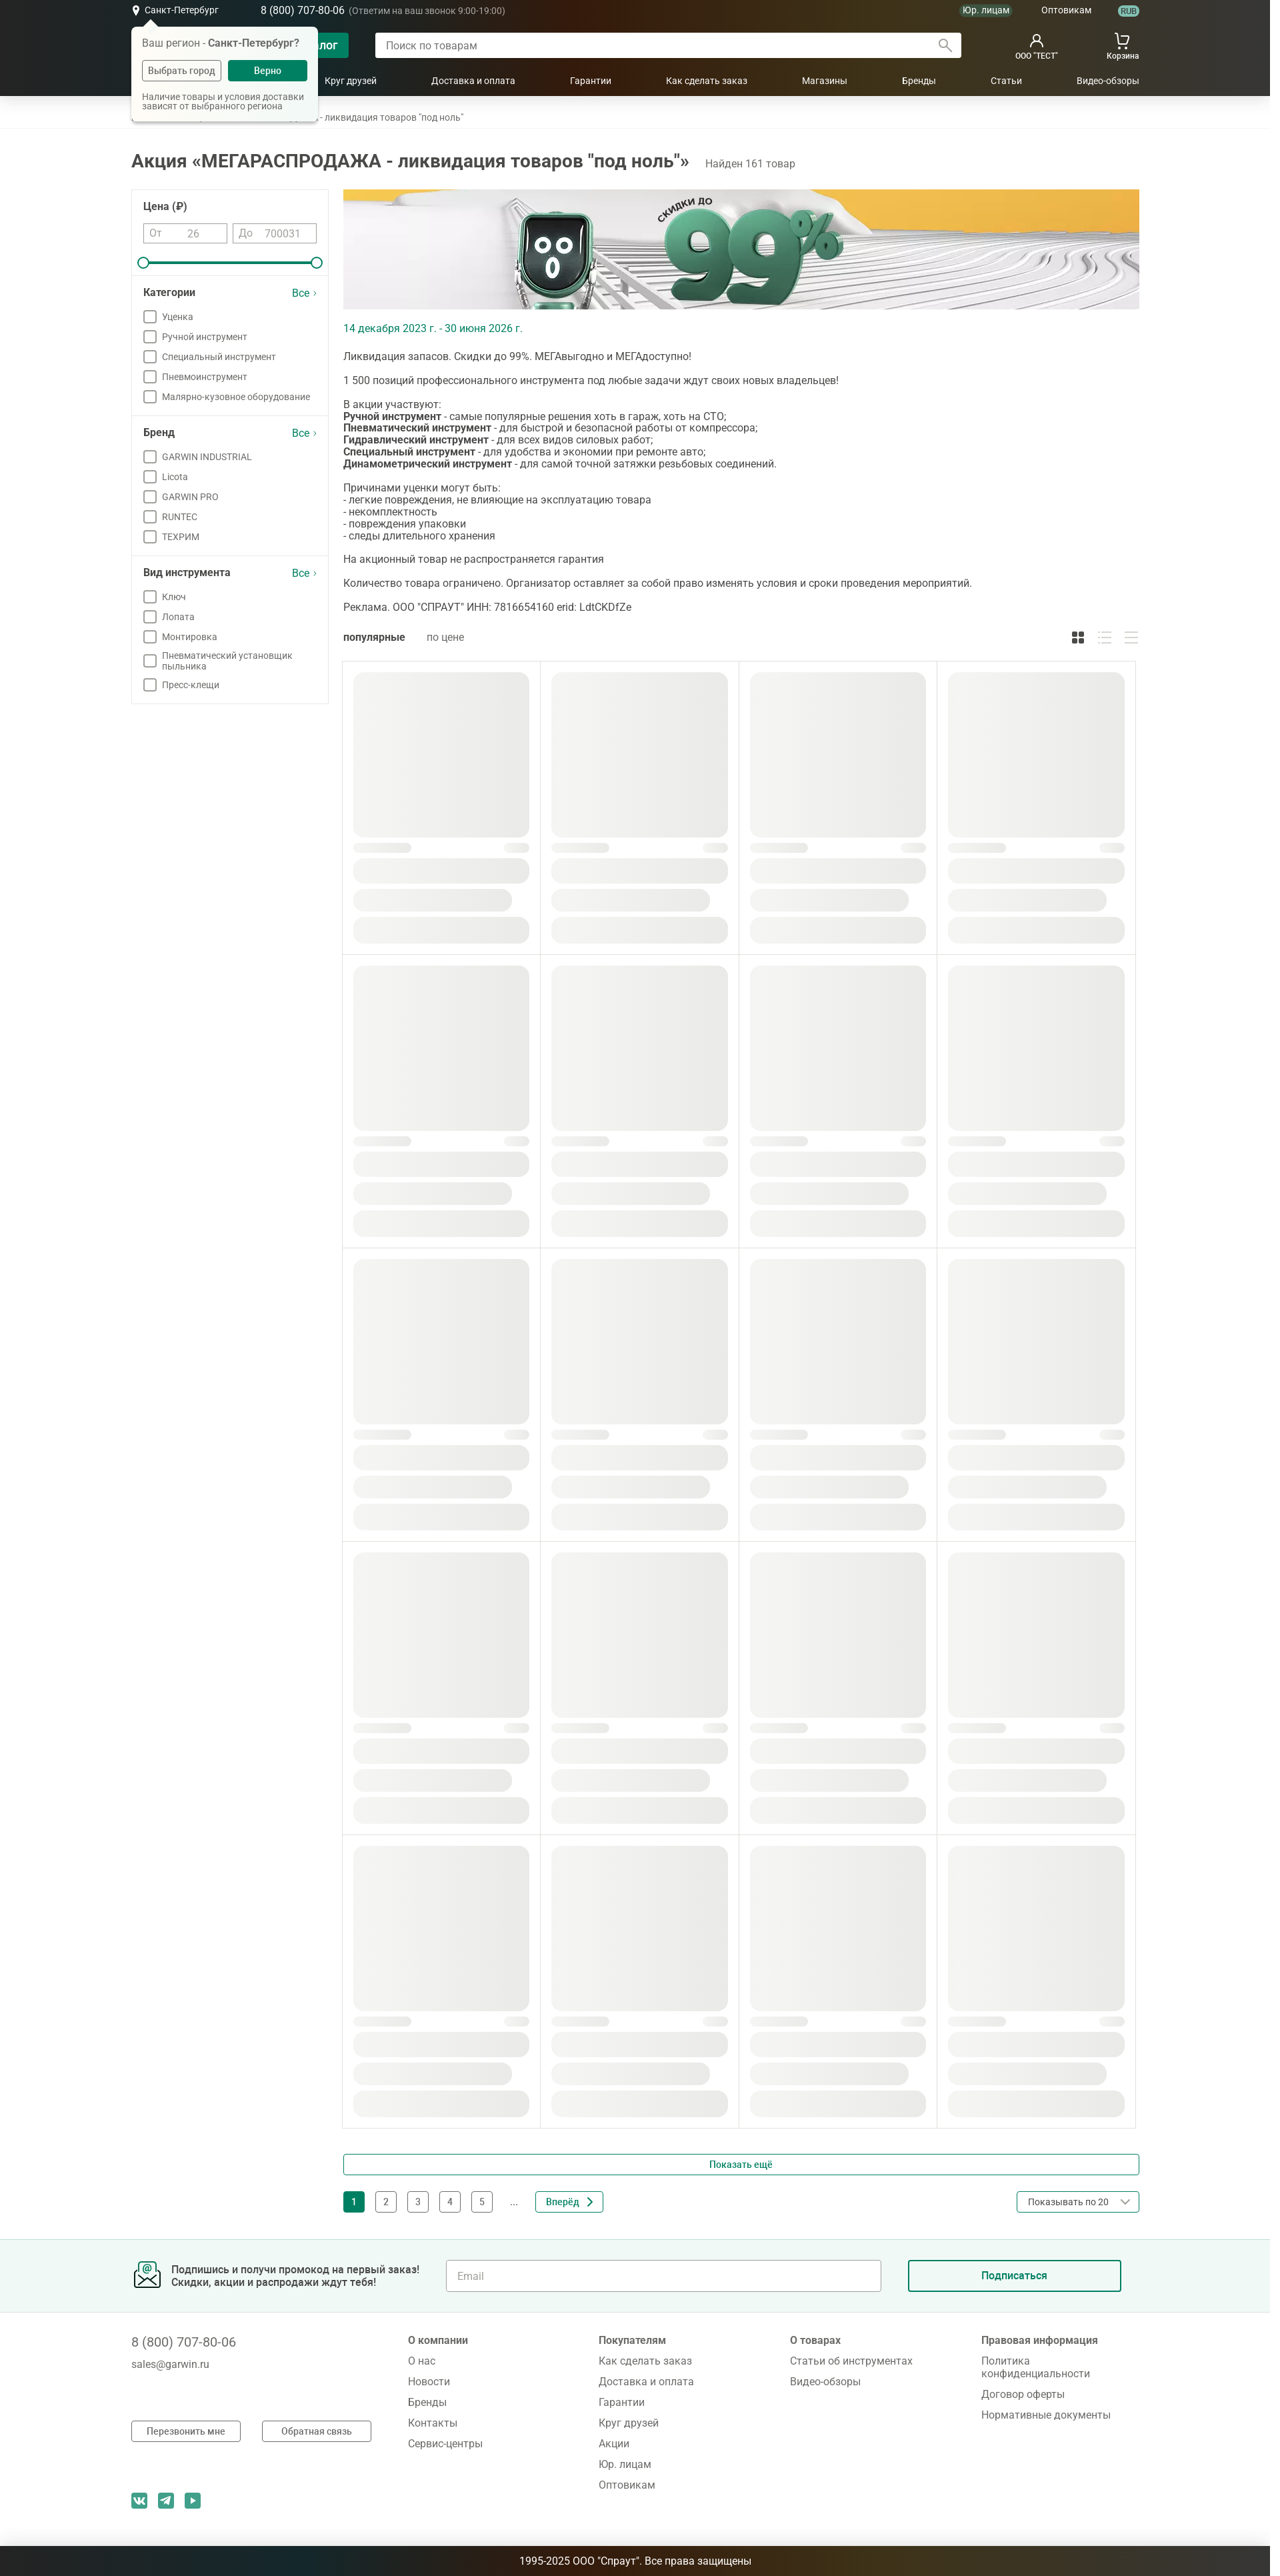 Санкт-Петербург
8 (800) 707-80-06 (Ответим на ваш звонок 9:00-19:00)
Юр. лицам
Оптовикам
RUB
Ваш регион - Санкт-Петербург?
Выбрать город
Верно
Наличие товары и условия доставки
зависят от выбранного региона
Поиск по товарам
ООО "ТЕСТ"
Корзина
Круг друзей
Доставка и оплата
Гарантии
Как сделать заказ
Магазины
Бренды
Статьи
Видео-обзоры
- ликвидация товаров "под ноль"
Акция «МЕГАРАСПРОДАЖА - ликвидация товаров "под ноль"»
Найден 161 товар
Цена (₽)
От 26
До 700031
Категории
Все
Уценка
Ручной инструмент
Специальный инструмент
Пневмоинструмент
Малярно-кузовное оборудование
Бренд
Все
GARWIN INDUSTRIAL
Licota
GARWIN PRO
RUNTEC
ТЕХРИМ
Вид инструмента
Все
Ключ
Лопата
Монтировка
Пневматический установщик
пыльника
Пресс-клещи
СКИДКИ ДО
99%
14 декабря 2023 г. - 30 июня 2026 г.
Ликвидация запасов. Скидки до 99%. МЕГАвыгодно и МЕГАдоступно!
1 500 позиций профессионального инструмента под любые задачи ждут своих новых владельцев!
В акции участвуют:
Ручной инструмент - самые популярные решения хоть в гараж, хоть на СТО;
Пневматический инструмент - для быстрой и безопасной работы от компрессора;
Гидравлический инструмент - для всех видов силовых работ;
Специальный инструмент - для удобства и экономии при ремонте авто;
Динамометрический инструмент - для самой точной затяжки резьбовых соединений.
Причинами уценки могут быть:
- легкие повреждения, не влияющие на эксплуатацию товара
- некомплектность
- повреждения упаковки
- следы длительного хранения
На акционный товар не распространяется гарантия
Количество товара ограничено. Организатор оставляет за собой право изменять условия и сроки проведения мероприятий.
Реклама. ООО "СПРАУТ" ИНН: 7816654160 erid: LdtCKDfZe
популярные
по цене
Показать ещё
1
2
3
4
5
...
Вперёд
Показывать по 20
Подпишись и получи промокод на первый заказ!
Скидки, акции и распродажи ждут тебя!
Email
Подписаться
8 (800) 707-80-06
sales@garwin.ru
Перезвонить мне
Обратная связь
О компании
О нас
Новости
Бренды
Контакты
Сервис-центры
Покупателям
Как сделать заказ
Доставка и оплата
Гарантии
Круг друзей
Акции
Юр. лицам
Оптовикам
О товарах
Статьи об инструментах
Видео-обзоры
Правовая информация
Политика
конфиденциальности
Договор оферты
Нормативные документы
1995-2025 ООО "Спраут". Все права защищены